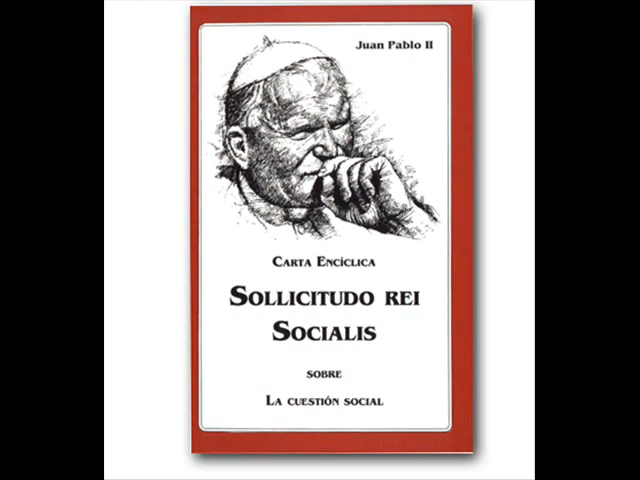 Juan Pablo II
Carta Encíclica
Sollicitudo rei
Socialis
sobre
La cuestión social